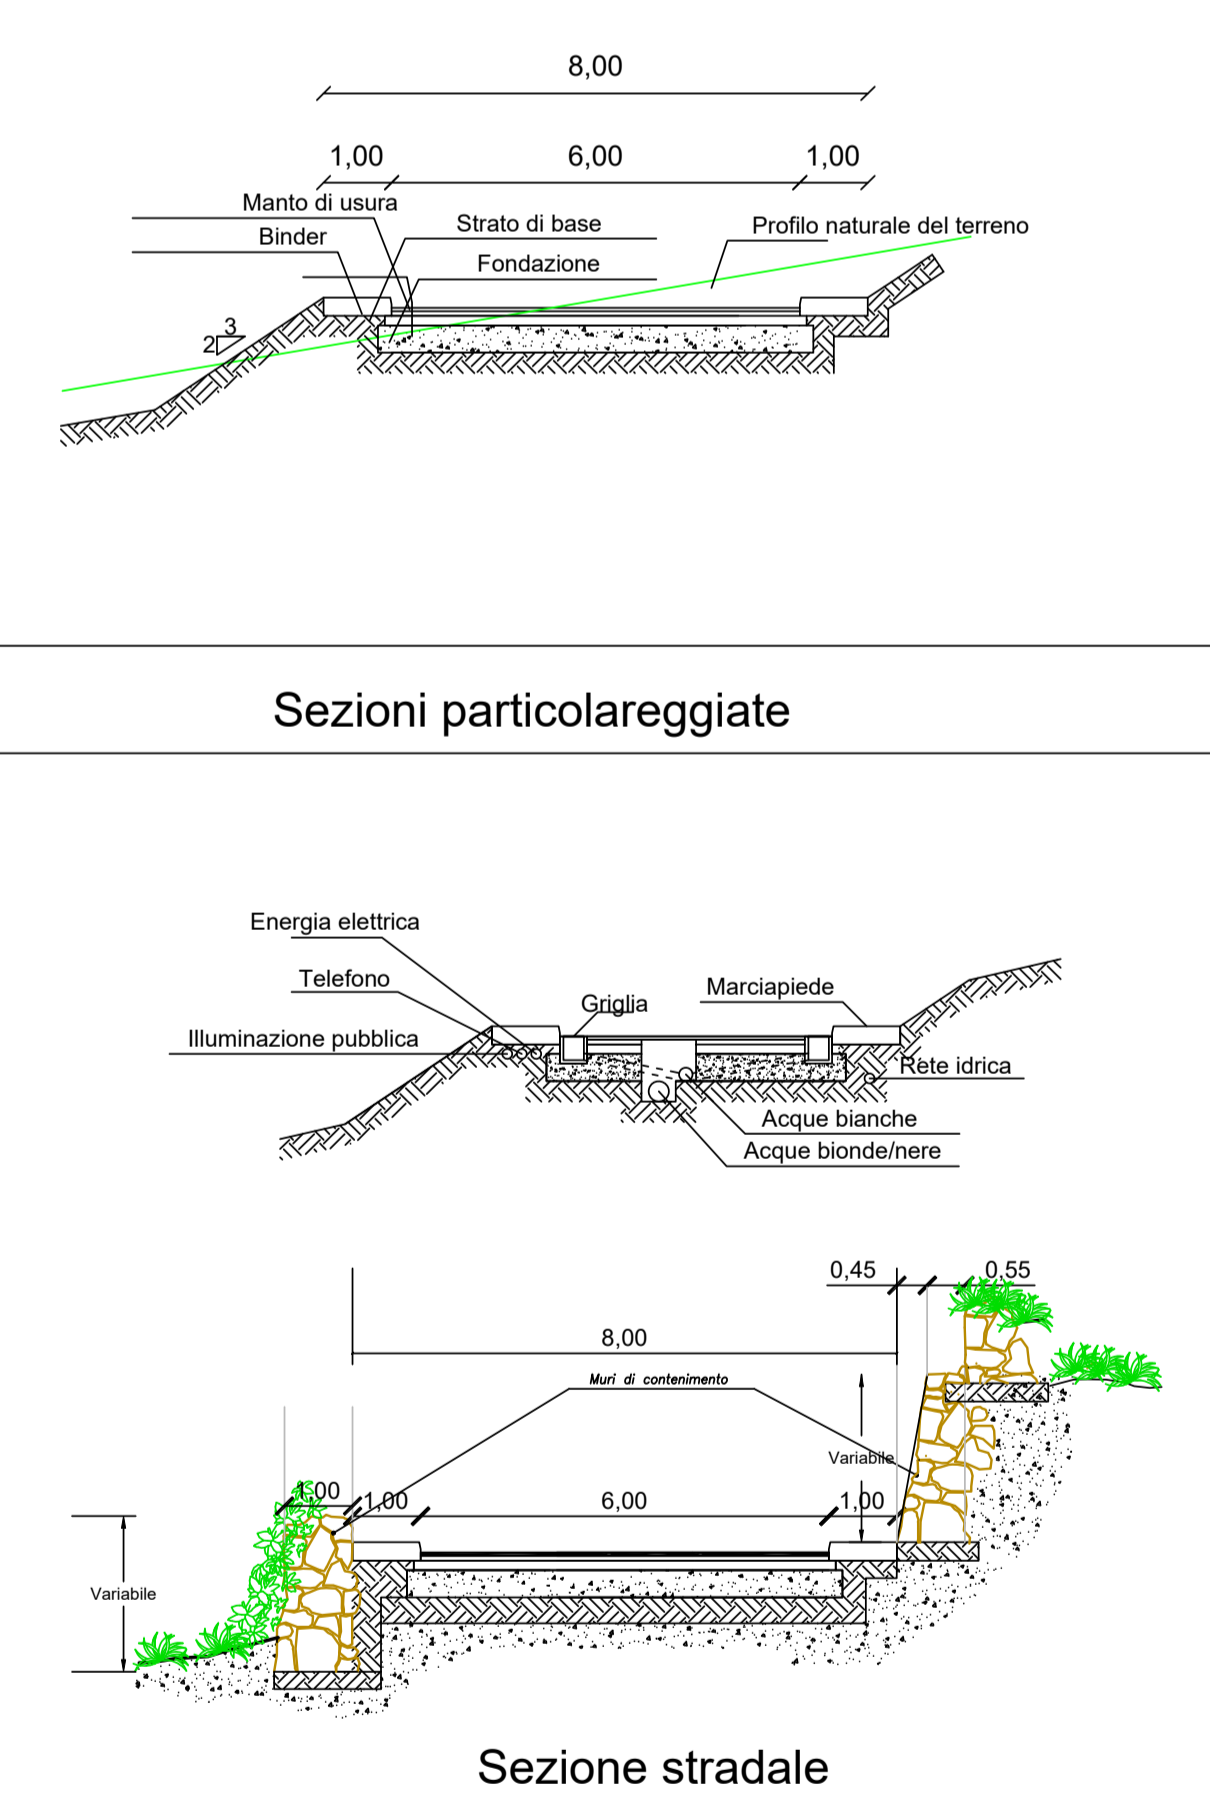 8,00
1,00 6,00 1,00
Manto di usura
Strato di base
Profilo naturale del terreno
Binder
Fondazione
3
2
Sezioni particolareggiate
Energia elettrica
Telefono
Marciapiede
Griglia
Illuminazione pubblica
Rete idrica
Acque bianche
Acque bionde/nere
0,45 0,55
8,00
Muri di contenimento
Variabile
1,00 1,00 6,00 1,00
Variabile
Sezione stradale